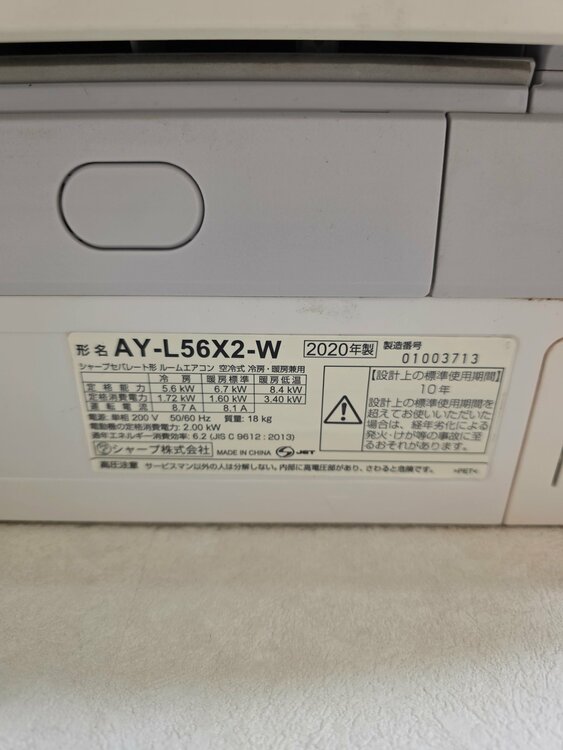 形名 AY-L56X2-W 2020年製 製造番号 01003713
シャープセパレート形 ルームエアコン 空冷式 冷房・暖房兼用
冷房 暖房標準 暖房低温
定格能力 5.6 kW 6.7 kW 8.4 kW
定格消費電力 1.72 kW 1.60 kW 3.40 kW
運転電流 8.7 A 8.1 A
電源: 単相 200 V 50/60 Hz 質量: 18 kg
電動機の定格消費電力: 2.00 kW
通年エネルギー消費効率: 6.2 (JIS C 9612 : 2013)
シャープ株式会社 MADE IN CHINA JET
【設計上の標準使用期間】
10年
設計上の標準使用期間を
超えてお使いいただいた
場合は、経年劣化による
発火・けが等の事故に至
るおそれがあります。
高圧注意 サービスマン以外の人は分解しない。内部に高電圧部があり、さわると危険です。 >PET<